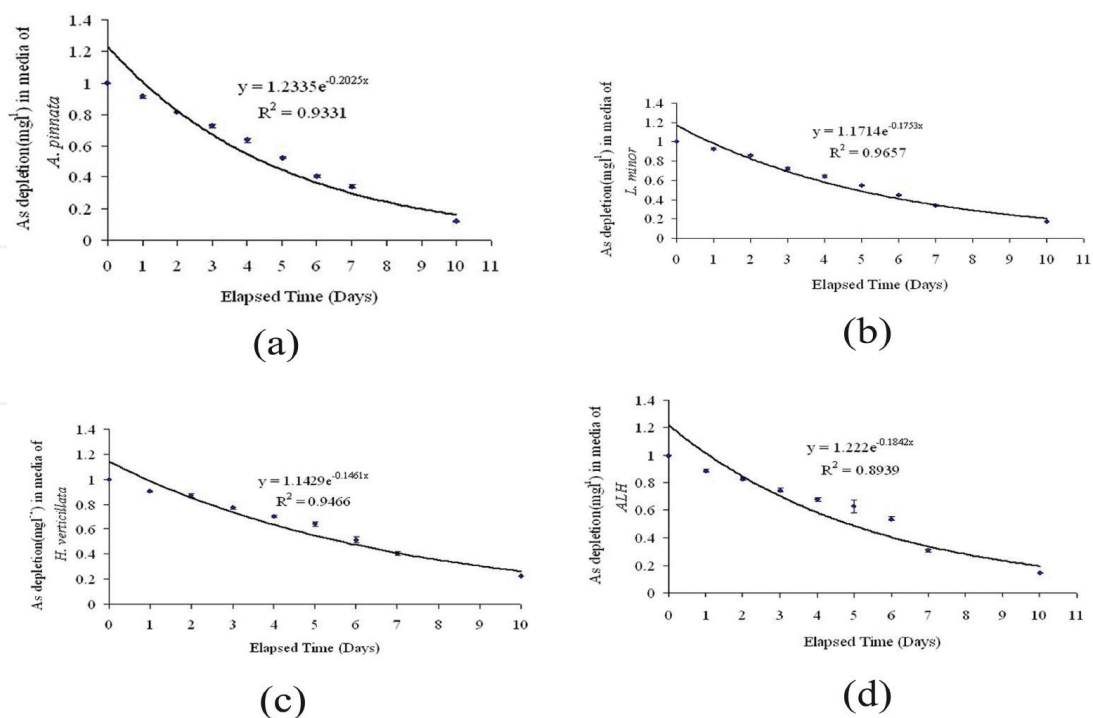 As depletion(mgl¹) in media of
A. pinnata
1.4
1.2
1
0.8
0.6
0.4
0.2
0
y = 1.2335e-0.2025x
R² = 0.9331
0 1 2 3 4 5 6 7 8 9 10 11
Elapsed Time (Days)
(a)
As depletion(mgl¹) in media of
L. minor
1.4
1.2
1
0.8
0.6
0.4
0.2
0
y = 1.1714e-0.1753x
R² = 0.9657
0 1 2 3 4 5 6 7 8 9 10 11
Elapsed Time (Days)
(b)
As depletion(mgl⁻) in media of
H. verticillata
1.4
1.2
1
0.8
0.6
0.4
0.2
0
y = 1.1429e-0.1461x
R² = 0.9466
0 1 2 3 4 5 6 7 8 9 10
Elapsed Time (Days)
(c)
As depletion(mgl¹) in media of
ALH
1.4
1.2
1
0.8
0.6
0.4
0.2
0
y = 1.222e-0.1842x
R² = 0.8939
0 1 2 3 4 5 6 7 8 9 10 11
Elapsed Time (Days)
(d)